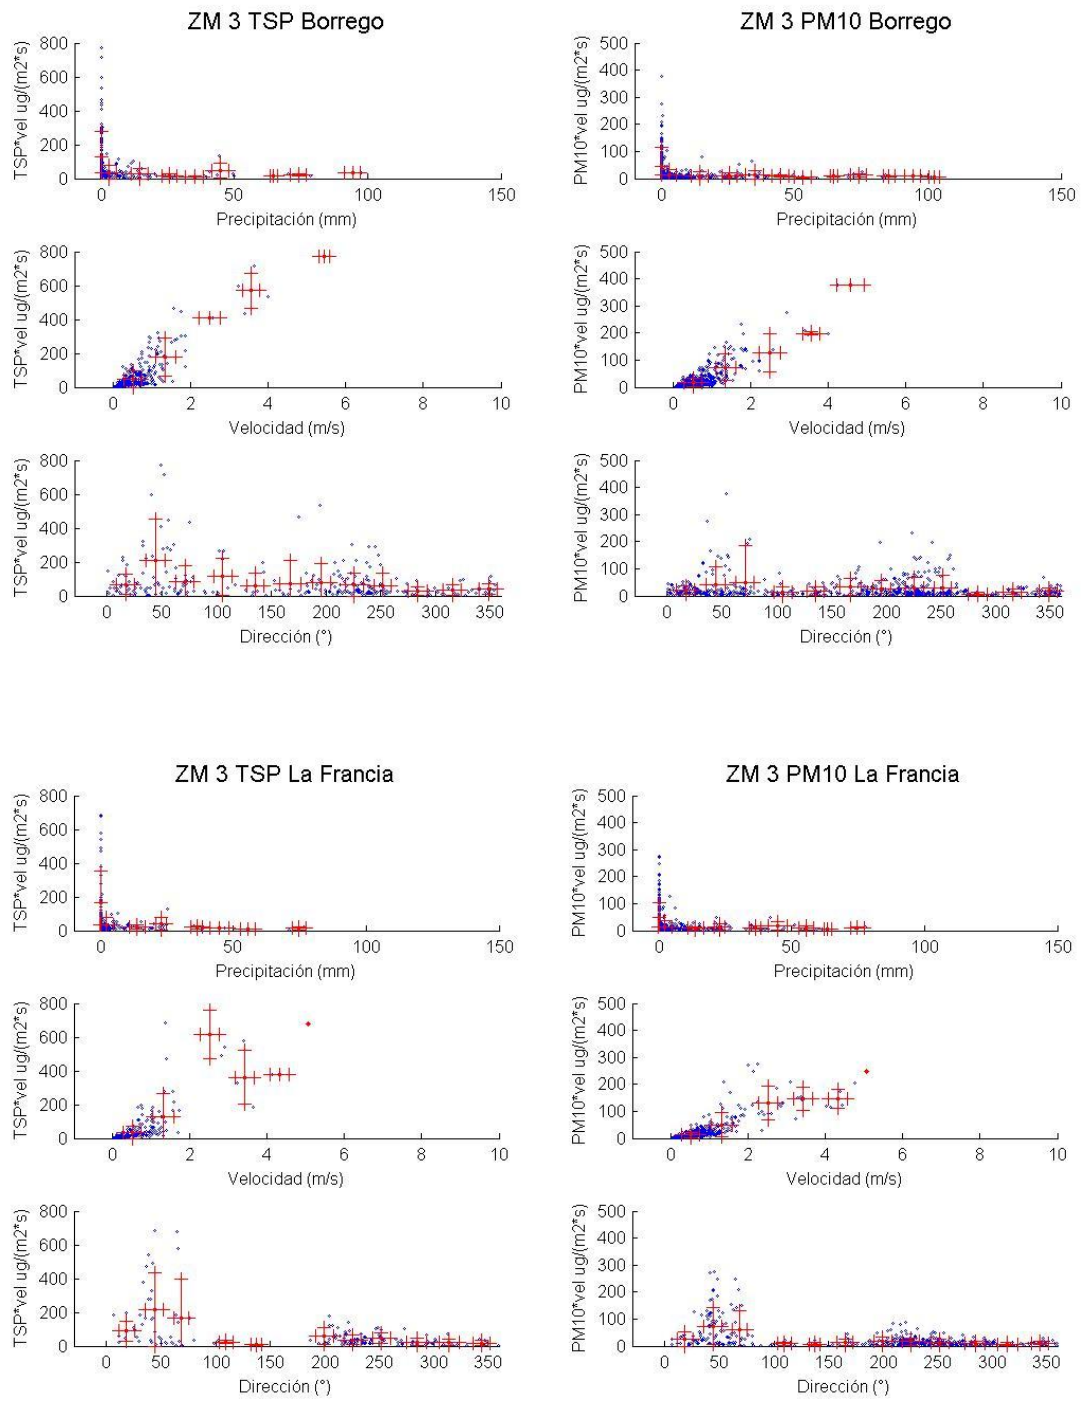 ZM 3 TSP Borrego
TSP*vel ug/(m2*s)
800
600
400
200
0
0 50 100 150
Precipitación (mm)
TSP*vel ug/(m2*s)
800
600
400
200
0
0 2 4 6 8 10
Velocidad (m/s)
TSP*vel ug/(m2*s)
800
600
400
200
0
0 50 100 150 200 250 300 350
Dirección (°)
ZM 3 PM10 Borrego
PM10*vel ug/(m2*s)
500
400
300
200
100
0
0 50 100 150
Precipitación (mm)
PM10*vel ug/(m2*s)
500
400
300
200
100
0
0 2 4 6 8 10
Velocidad (m/s)
PM10*vel ug/(m2*s)
500
400
300
200
100
0
0 50 100 150 200 250 300 350
Dirección (°)
ZM 3 TSP La Francia
TSP*vel ug/(m2*s)
800
600
400
200
0
0 50 100 150
Precipitación (mm)
TSP*vel ug/(m2*s)
800
600
400
200
0
0 2 4 6 8 10
Velocidad (m/s)
TSP*vel ug/(m2*s)
800
600
400
200
0
0 50 100 150 200 250 300 350
Dirección (°)
ZM 3 PM10 La Francia
PM10*vel ug/(m2*s)
500
400
300
200
100
0
0 50 100 150
Precipitación (mm)
PM10*vel ug/(m2*s)
500
400
300
200
100
0
0 2 4 6 8 10
Velocidad (m/s)
PM10*vel ug/(m2*s)
500
400
300
200
100
0
0 50 100 150 200 250 300 350
Dirección (°)